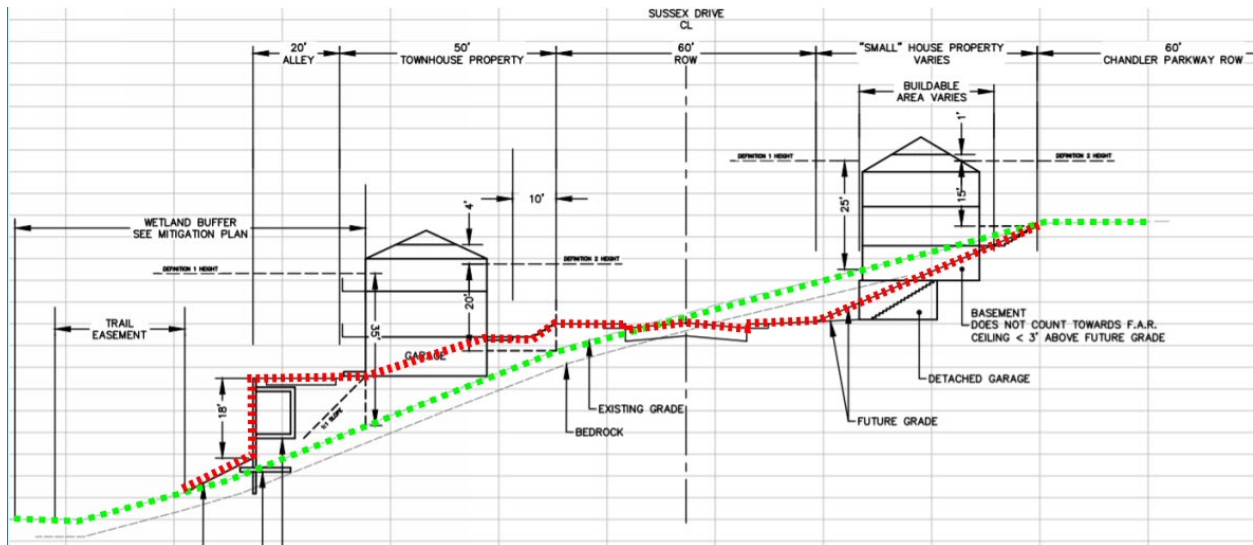 SUSSEX DRIVE
CL
20'
ALLEY
50'
TOWNHOUSE PROPERTY
60'
ROW
"SMALL" HOUSE PROPERTY
VARIES
60'
CHANDLER PARKWAY ROW
BUILDABLE
AREA VARIES
1'
DEFINITION 1 HEIGHT
DEFINITION 2 HEIGHT
25'
15'
10'
4'
WETLAND BUFFER
SEE MITIGATION PLAN
DEFINITION 1 HEIGHT
DEFINITION 2 HEIGHT
20'
35'
TRAIL
EASEMENT
GARAGE
BASEMENT
DOES NOT COUNT TOWARDS F.A.R.
CEILING < 3' ABOVE FUTURE GRADE
DETACHED GARAGE
18'
1:1 SLOPE
EXISTING GRADE
BEDROCK
FUTURE GRADE